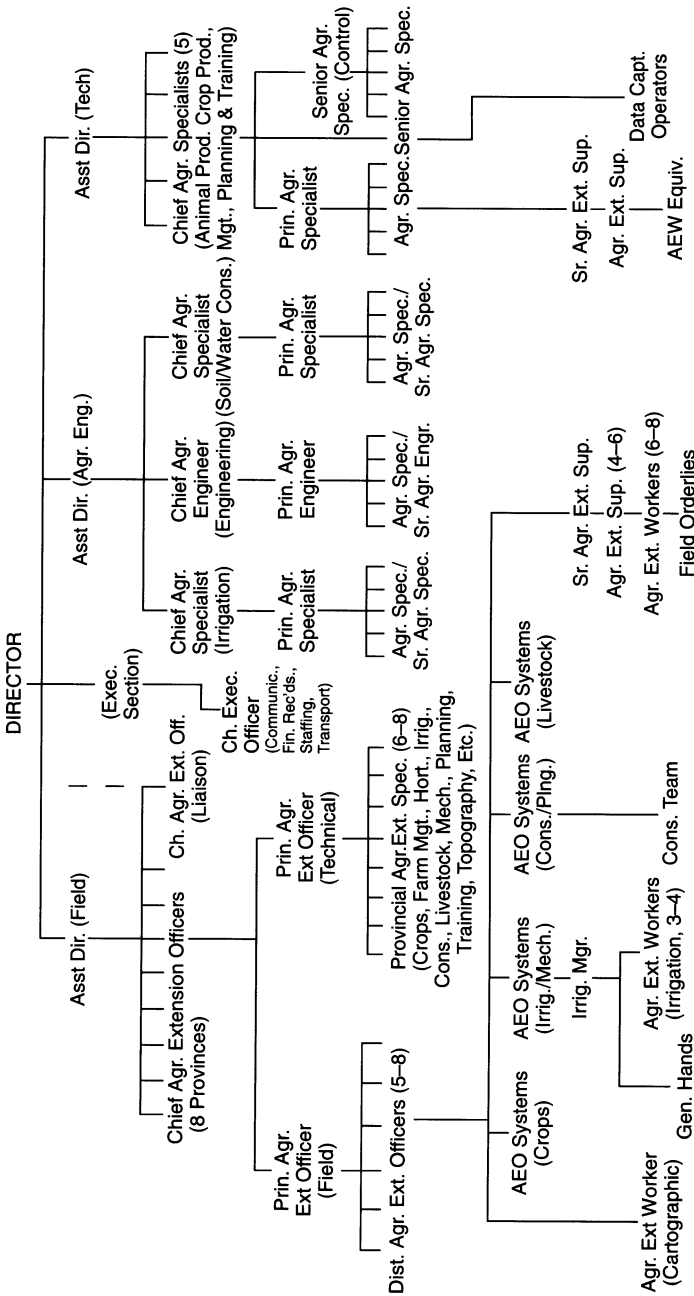 DIRECTOR
Asst Dir. (Field)
(Exec.
Section)
Asst Dir. (Agr. Eng.)
Asst Dir. (Tech)
Chief Agr. Extension Officers
(8 Provinces)
Ch. Agr. Ext. Off.
(Liaison)
Ch. Exec.
Officer
(Communic.,
Fin. Rec'ds.,
Staffing,
Transport)
Chief Agr.
Specialist
(Irrigation)
Chief Agr.
Engineer
(Engineering)
Chief Agr.
Specialist
(Soil/Water Cons.)
Chief Agr. Specialists (5)
(Animal Prod. Crop Prod.,
Mgt., Planning & Training)
Prin. Agr.
Ext Officer
(Field)
Prin. Agr.
Ext Officer
(Technical)
Prin. Agr.
Specialist
Prin. Agr.
Engineer
Prin. Agr.
Specialist
Prin. Agr.
Specialist
Senior Agr.
Spec. (Control)
Dist. Agr. Ext. Officers (5–8)
Provincial Agr.Ext. Spec. (6–8)
(Crops, Farm Mgt., Hort., Irrig.,
Cons., Livestock, Mech., Planning,
Training, Topography, Etc.)
Agr. Spec./
Sr. Agr. Spec.
Agr. Spec./
Sr. Agr. Engr.
Agr. Spec./
Sr. Agr. Spec.
Agr. Spec.
Senior Agr. Spec.
AEO Systems
(Crops)
AEO Systems
(Irrig./Mech.)
AEO Systems
(Cons./Plng.)
AEO Systems
(Livestock)
Irrig. Mgr.
Sr. Agr. Ext. Sup.
Agr. Ext. Sup. (4–6)
Agr. Ext. Workers (6–8)
Field Orderlies
Sr. Agr. Ext. Sup.
Agr. Ext. Sup.
AEW Equiv.
Data Capt.
Operators
Agr. Ext Worker
(Cartographic)
Gen. Hands
Agr. Ext. Workers
(Irrigation, 3–4)
Cons. Team